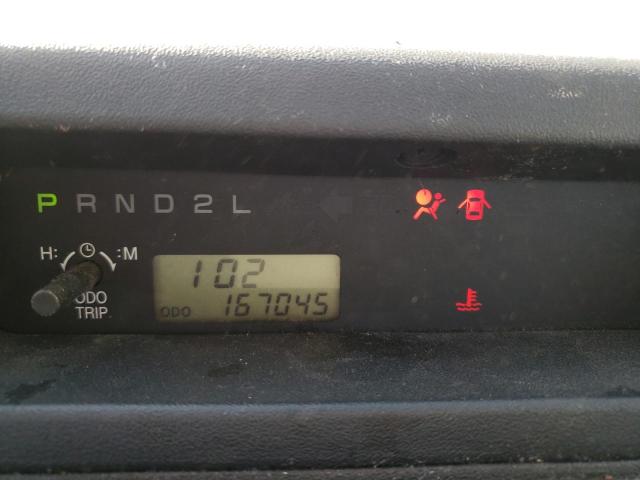 P R N D 2 L
H: :M
102
ODO
TRIP
ODO 167045